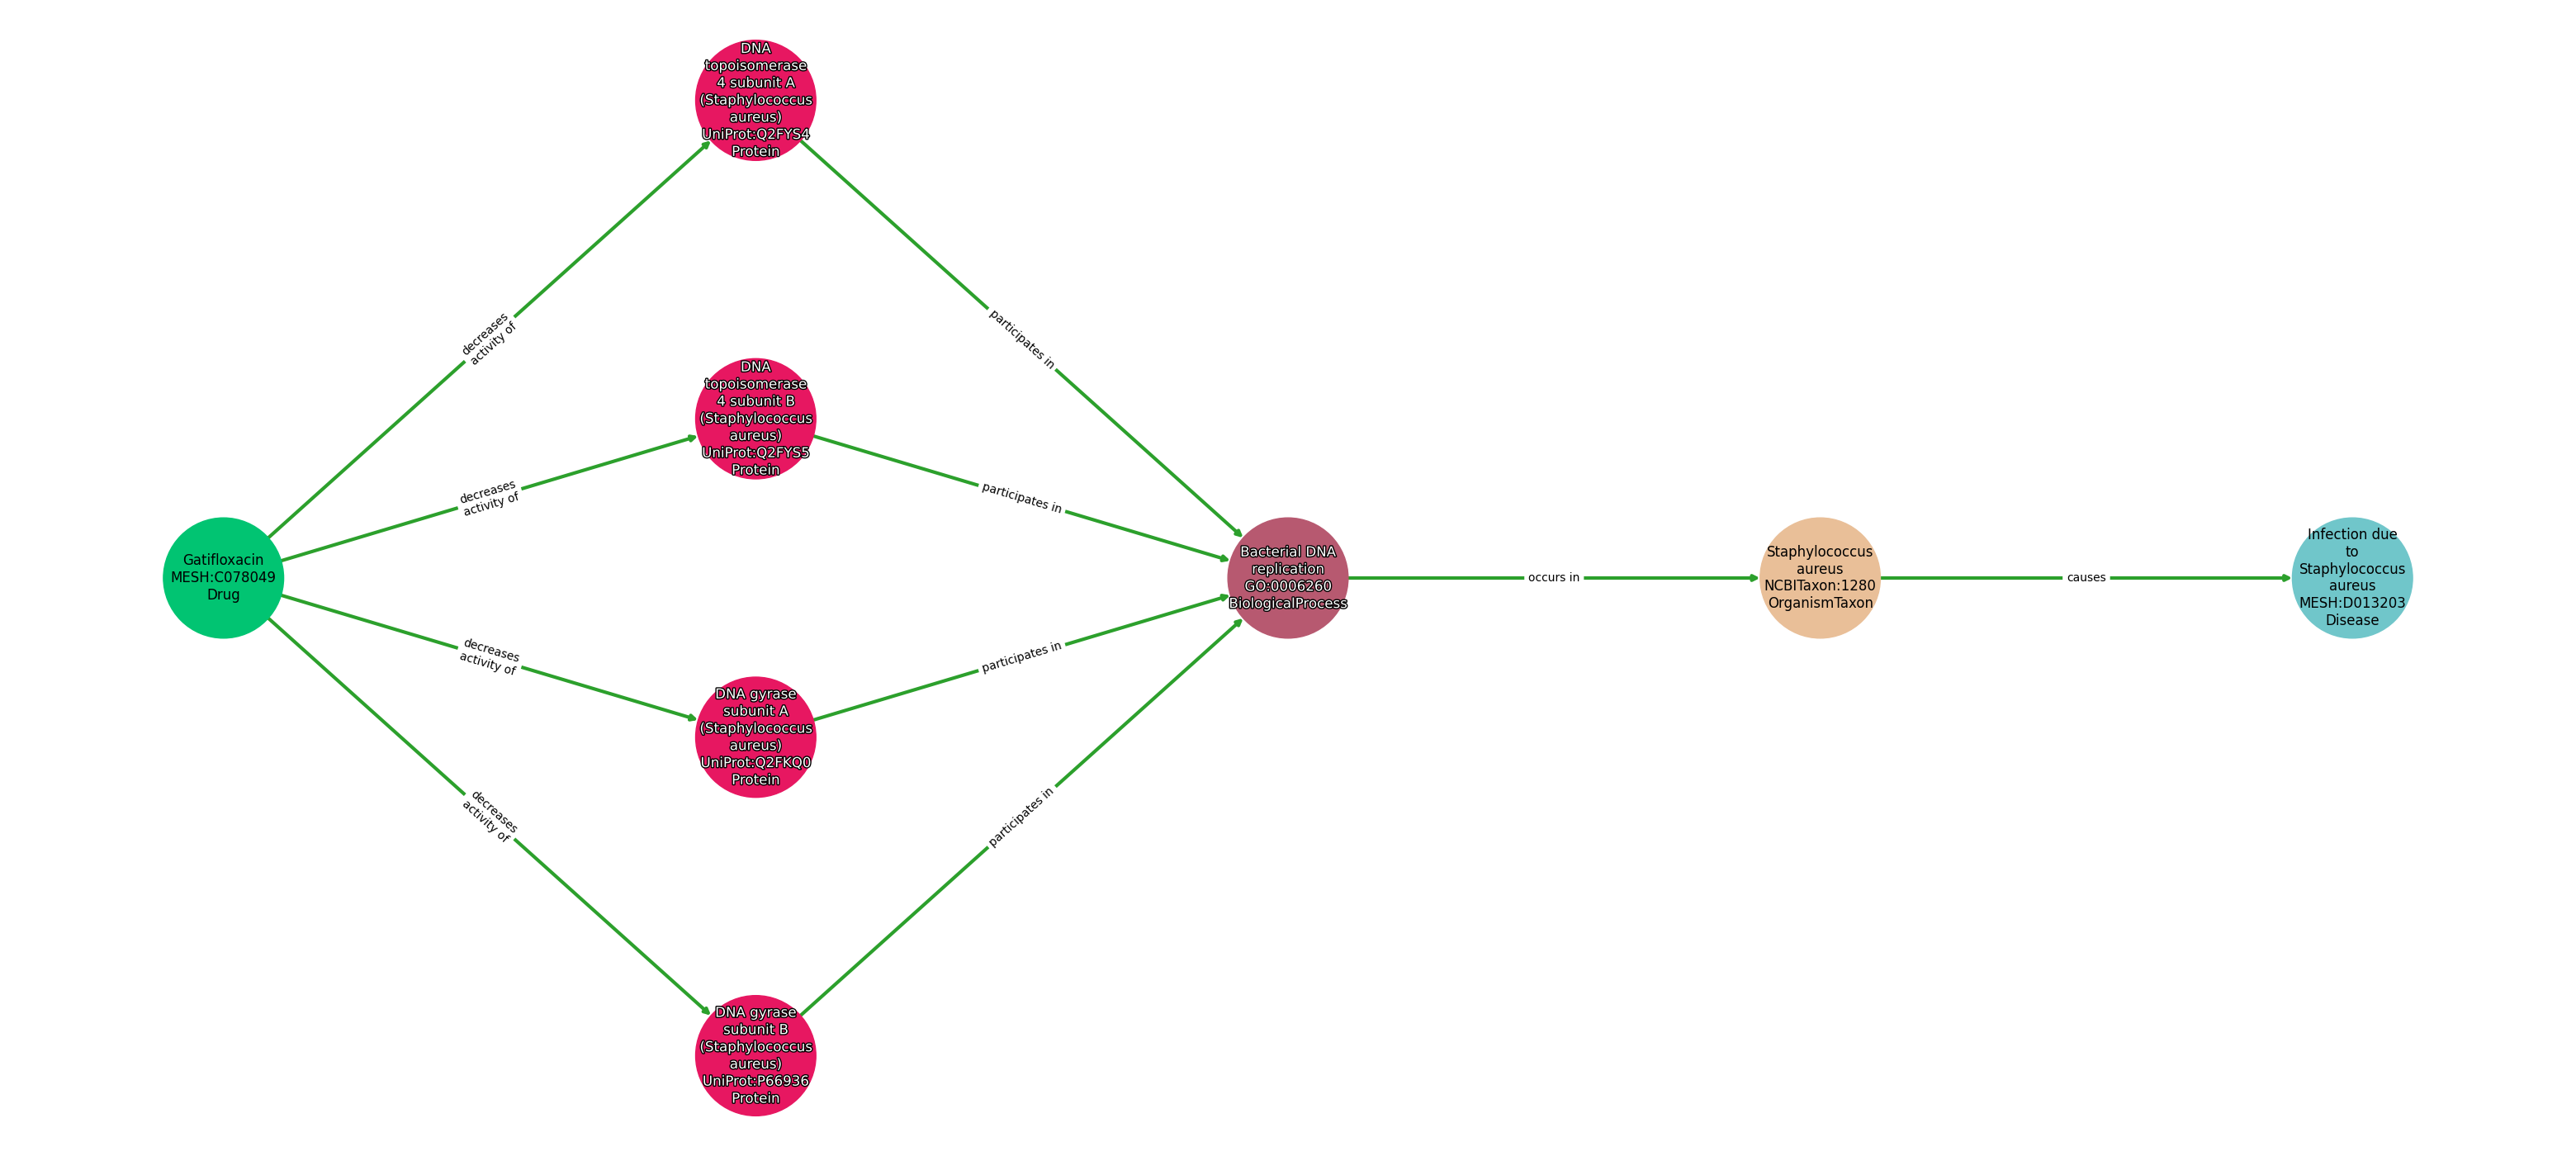 DNA
topoisomerase
4 subunit A
(Staphylococcus
aureus)
UniProt:Q2FYS4
Protein
decreases
activity of
participates in
DNA
topoisomerase
4 subunit B
(Staphylococcus
aureus)
UniProt:Q2FYS5
Protein
decreases
activity of
participates in
Gatifloxacin
MESH:C078049
Drug
Bacterial DNA
replication
GO:0006260
BiologicalProcess
occurs in
Staphylococcus
aureus
NCBITaxon:1280
OrganismTaxon
causes
Infection due
to
Staphylococcus
aureus
MESH:D013203
Disease
decreases
activity of
participates in
DNA gyrase
subunit A
(Staphylococcus
aureus)
UniProt:Q2FKQ0
Protein
decreases
activity of
participates in
DNA gyrase
subunit B
(Staphylococcus
aureus)
UniProt:P66936
Protein